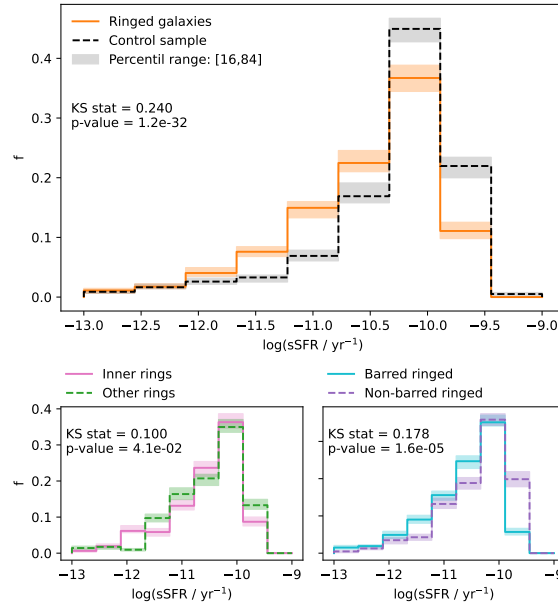 Ringed galaxies
Control sample
Percentil range: [16,84]
KS stat = 0.240
p-value = 1.2e-32
f
0.4
0.3
0.2
0.1
0.0
−13.0 −12.5 −12.0 −11.5 −11.0 −10.5 −10.0 −9.5 −9.0
log(sSFR / yr⁻¹)
Inner rings
Other rings
KS stat = 0.100
p-value = 4.1e-02
f
0.4
0.3
0.2
0.1
0.0
−13 −12 −11 −10 −9
log(sSFR / yr⁻¹)
Barred ringed
Non-barred ringed
KS stat = 0.178
p-value = 1.6e-05
−13 −12 −11 −10 −9
log(sSFR / yr⁻¹)